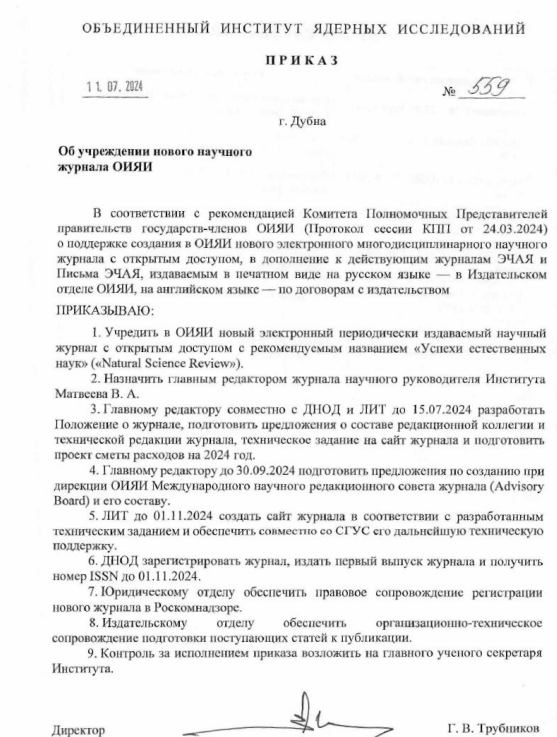 ОБЪЕДИНЕННЫЙ ИНСТИТУТ ЯДЕРНЫХ ИССЛЕДОВАНИЙ
ПРИКАЗ
11. 07. 2024
№ 559
г. Дубна
Об учреждении нового научного
журнала ОИЯИ
В соответствии с рекомендацией Комитета Полномочных Представителей
правительств государств-членов ОИЯИ (Протокол сессии КПП от 24.03.2024)
о поддержке создания в ОИЯИ нового электронного многодисциплинарного научного
журнала с открытым доступом, в дополнение к действующим журналам ЭЧАЯ и
Письма ЭЧАЯ, издаваемым в печатном виде на русском языке — в Издательском
отделе ОИЯИ, на английском языке — по договорам с издательством
ПРИКАЗЫВАЮ:
1. Учредить в ОИЯИ новый электронный периодически издаваемый научный
журнал с открытым доступом с рекомендуемым названием «Успехи естественных
наук» («Natural Science Review»).
2. Назначить главным редактором журнала научного руководителя Института
Матвеева В. А.
3. Главному редактору совместно с ДНОД и ЛИТ до 15.07.2024 разработать
Положение о журнале, подготовить предложения о составе редакционной коллегии и
технической редакции журнала, техническое задание на сайт журнала и подготовить
проект сметы расходов на 2024 год.
4. Главному редактору до 30.09.2024 подготовить предложения по созданию при
дирекции ОИЯИ Международного научного редакционного совета журнала (Advisory
Board) и его составу.
5. ЛИТ до 01.11.2024 создать сайт журнала в соответствии с разработанным
техническим заданием и обеспечить совместно со СГУС его дальнейшую техническую
поддержку.
6. ДНОД зарегистрировать журнал, издать первый выпуск журнала и получить
номер ISSN до 01.11.2024.
7. Юридическому отделу обеспечить правовое сопровождение регистрации
нового журнала в Роскомнадзоре.
8. Издательскому отделу обеспечить организационно-техническое
сопровождение подготовки поступающих статей к публикации.
9. Контроль за исполнением приказа возложить на главного ученого секретаря
Института.
Директор
Г. В. Трубников